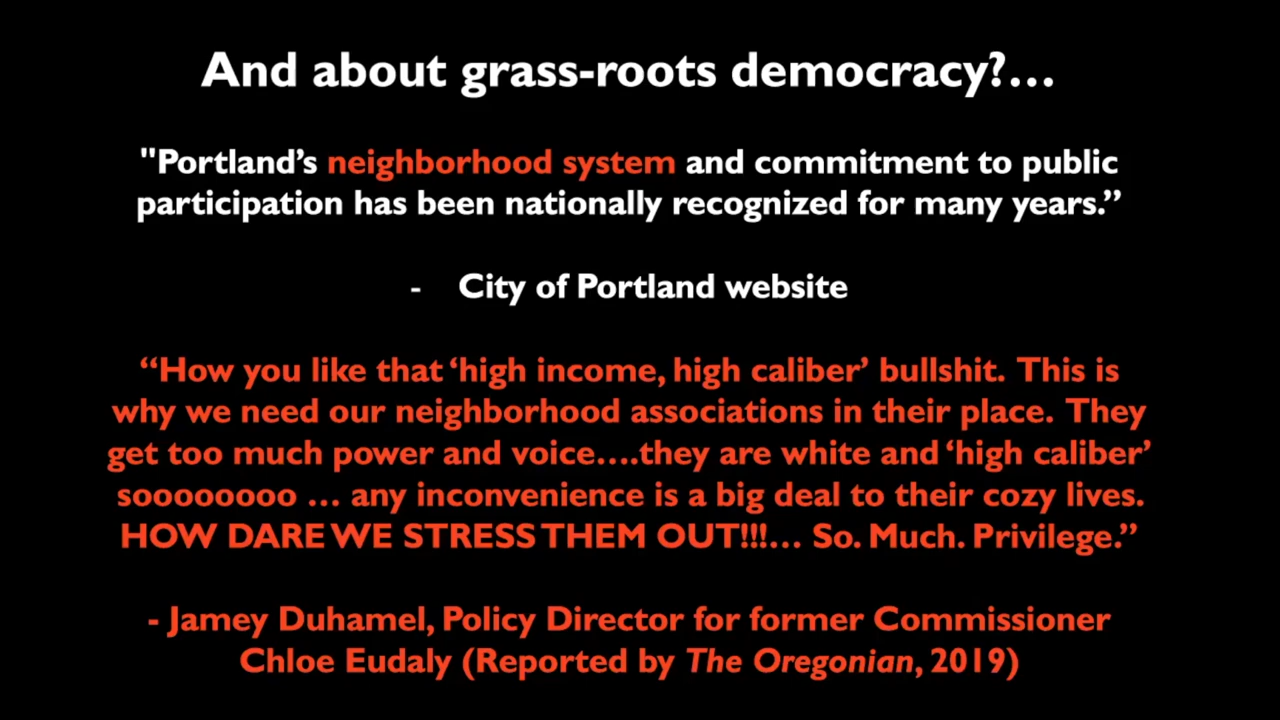 And about grass-roots democracy?...
"Portland’s neighborhood system and commitment to public
participation has been nationally recognized for many years.”
- City of Portland website
“How you like that ‘high income, high caliber’ bullshit. This is
why we need our neighborhood associations in their place. They
get too much power and voice....they are white and ‘high caliber’
soooooooo ... any inconvenience is a big deal to their cozy lives.
HOW DARE WE STRESS THEM OUT!!!... So. Much. Privilege.”
- Jamey Duhamel, Policy Director for former Commissioner
Chloe Eudaly (Reported by The Oregonian, 2019)